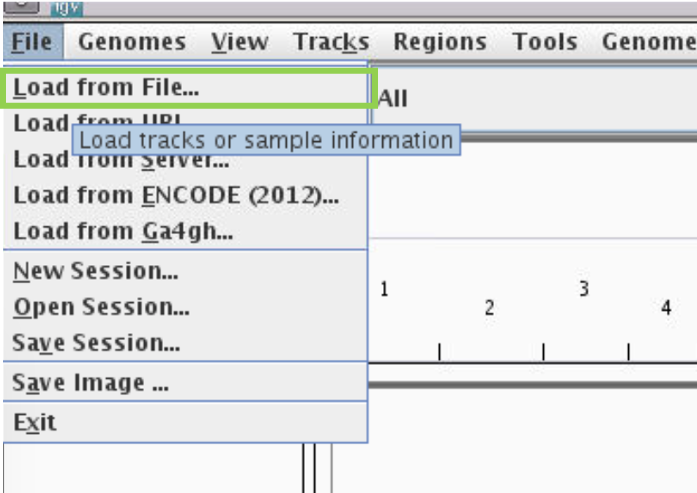 igv
File Genomes View Tracks Regions Tools Genome
Load from File...
All
Load from URL
Load tracks or sample information
Load from Server...
Load from ENCODE (2012)...
Load from Ga4gh...
New Session...
1 3
Open Session...
2 4
Save Session...
Save Image ...
Exit